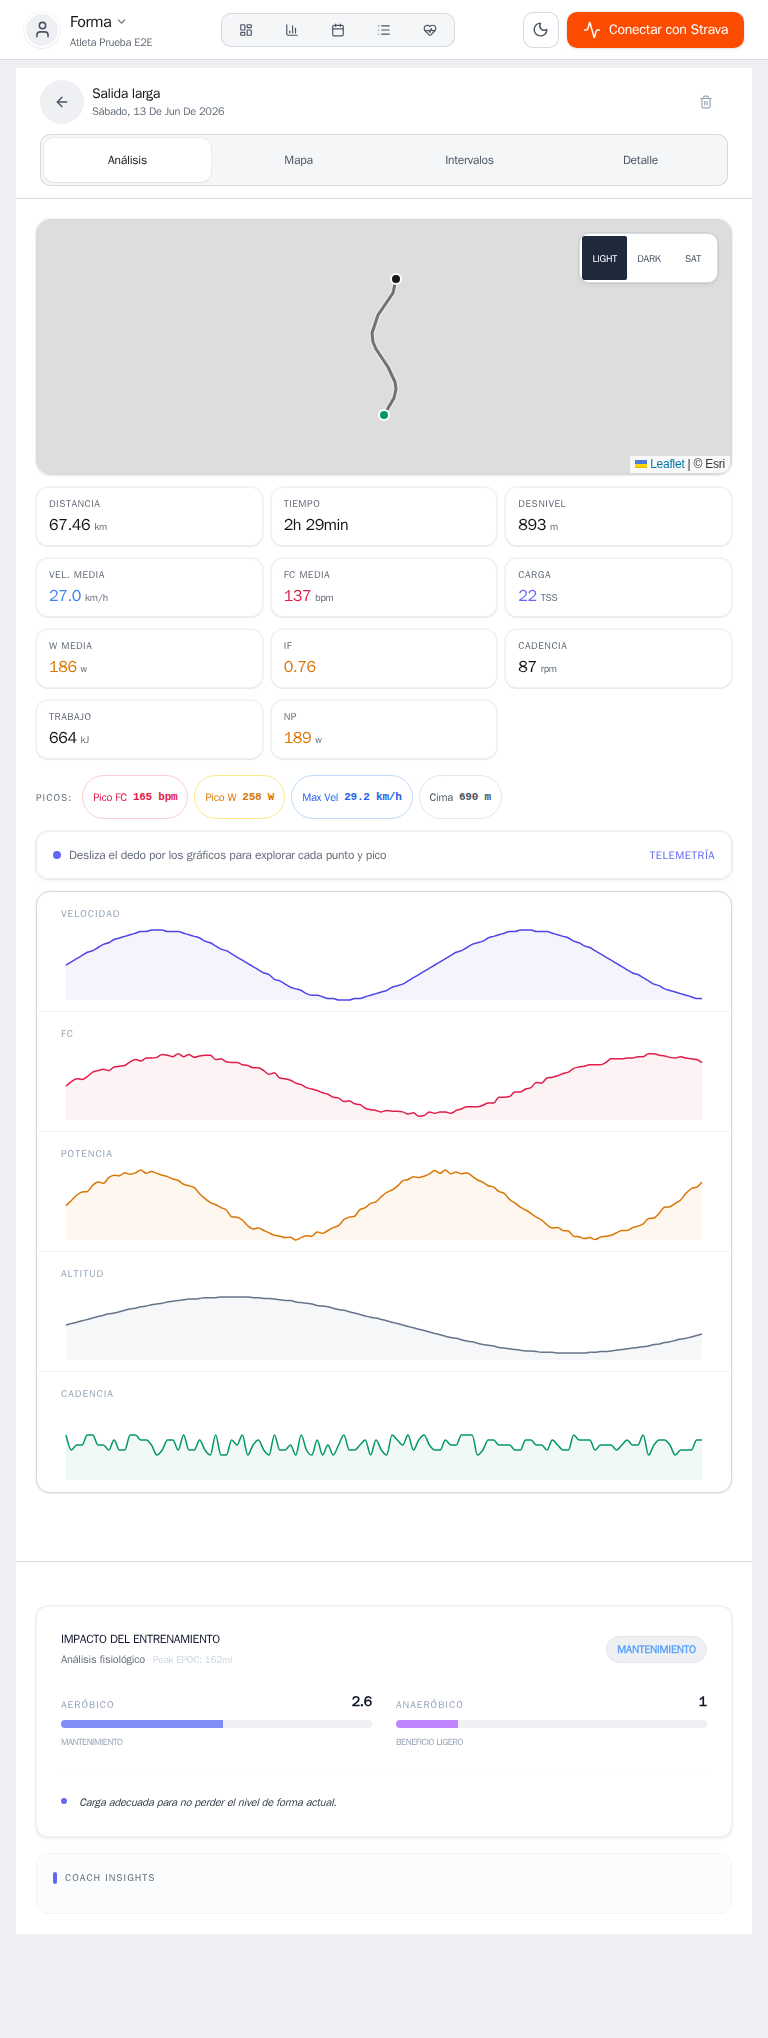 Forma
Atleta Prueba E2E
Conectar con Strava
Salida larga
Sábado, 13 De Jun De 2026
Análisis
Mapa
Intervalos
Detalle
LIGHT
DARK
SAT
Leaflet | © Esri
DISTANCIA
67.46 km
TIEMPO
2h 29min
DESNIVEL
893 m
VEL. MEDIA
27.0 km/h
FC MEDIA
137 bpm
CARGA
22 TSS
W MEDIA
186 w
IF
0.76
CADENCIA
87 rpm
TRABAJO
664 kJ
NP
189 w
PICOS:
Pico FC 165 bpm
Pico W 258 W
Max Vel 29.2 km/h
Cima 690 m
Desliza el dedo por los gráficos para explorar cada punto y pico
TELEMETRÍA
VELOCIDAD
FC
POTENCIA
ALTITUD
CADENCIA
IMPACTO DEL ENTRENAMIENTO
Análisis fisiológico Peak EPOC: 162ml
MANTENIMIENTO
AERÓBICO 2.6
MANTENIMIENTO
ANAERÓBICO 1
BENEFICIO LIGERO
Carga adecuada para no perder el nivel de forma actual.
COACH INSIGHTS